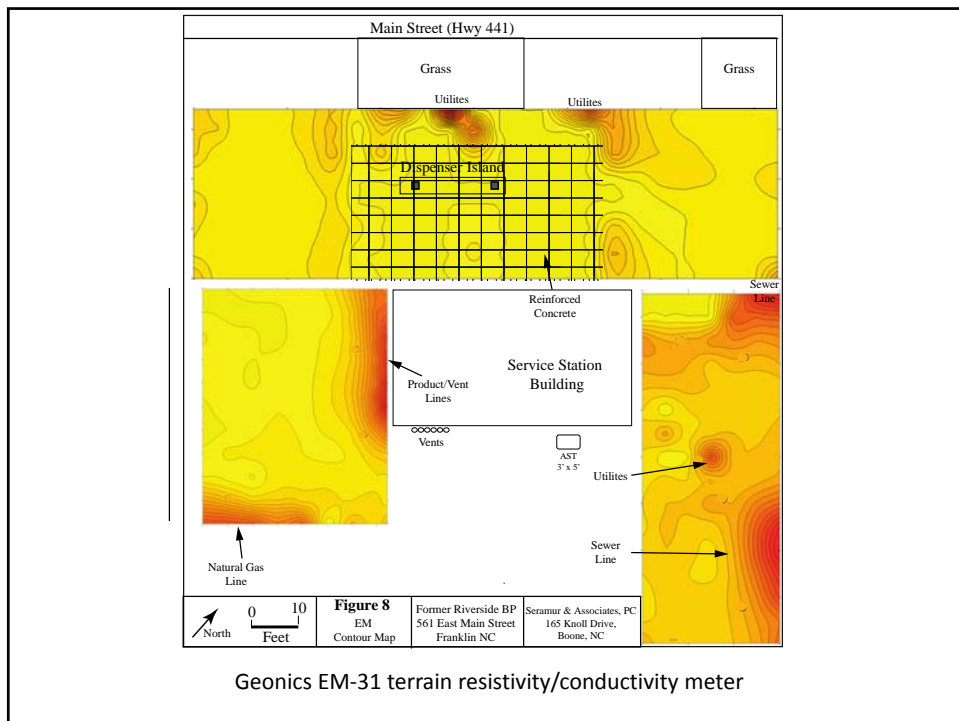 Main Street (Hwy 441)
Grass
Grass
Utilites
Utilites
Dispenser Island
Reinforced
Concrete
Sewer
Line
Service Station
Building
Product/Vent
Lines
Vents
AST
3' x 5'
Utilites
Sewer
Line
Natural Gas
Line
North
0 10
Feet
Figure 8
EM
Contour Map
Former Riverside BP
561 East Main Street
Franklin NC
Seramur & Associates, PC
165 Knoll Drive,
Boone, NC
Geonics EM-31 terrain resistivity/conductivity meter